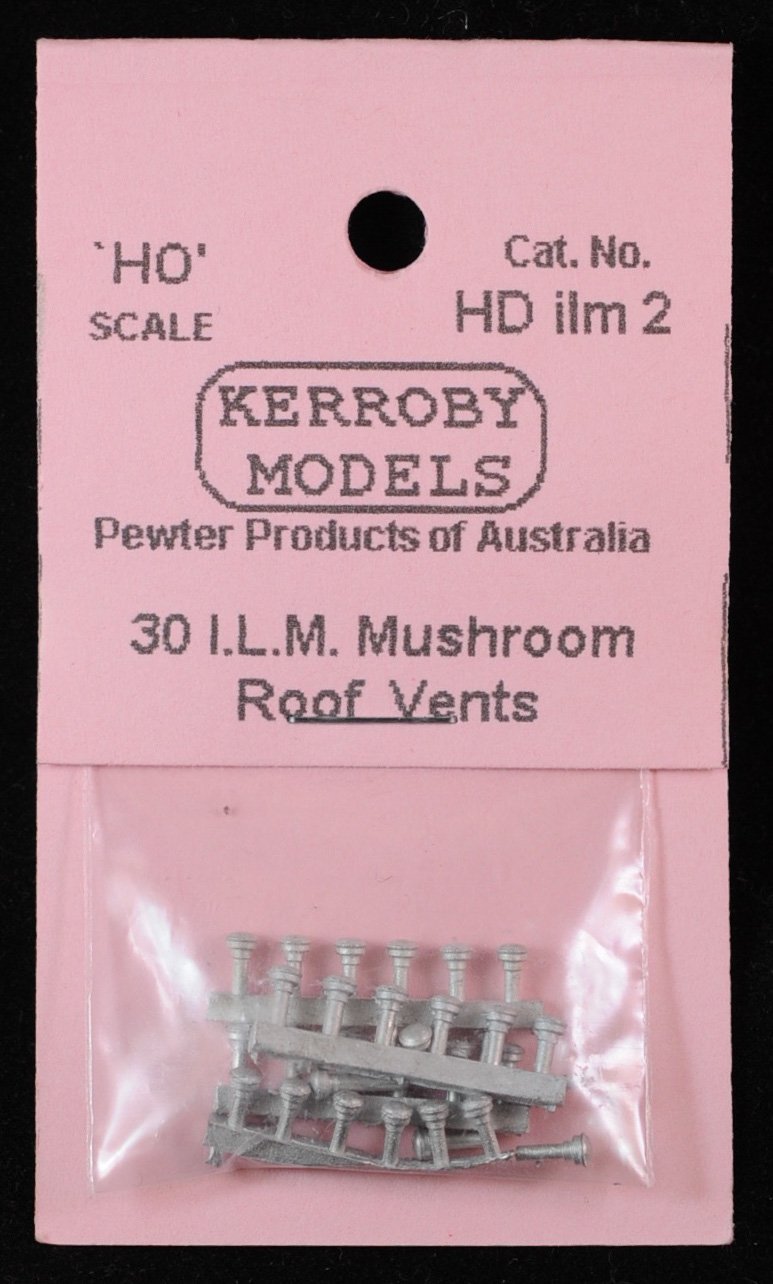 `HO'
SCALE
Cat. No.
HD ilm 2
KERROBY
MODELS
Pewter Products of Australia
30 I.L.M. Mushroom
Roof Vents